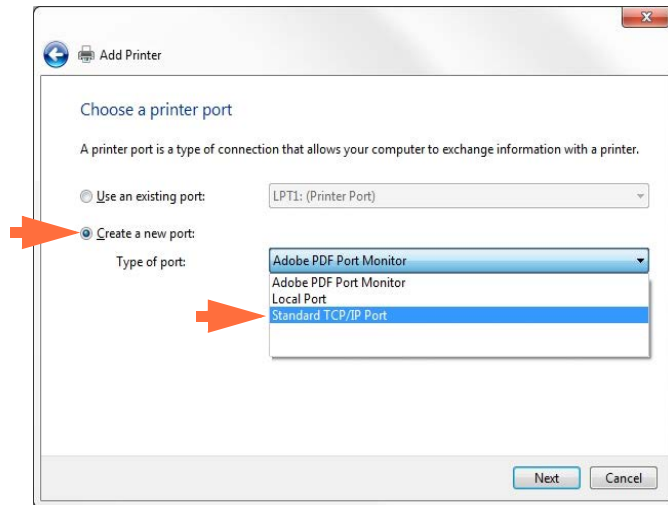 Add Printer
Choose a printer port
A printer port is a type of connection that allows your computer to exchange information with a printer.
Use an existing port: LPT1: (Printer Port)
Create a new port:
Type of port: Adobe PDF Port Monitor
Adobe PDF Port Monitor
Local Port
Standard TCP/IP Port
Next Cancel